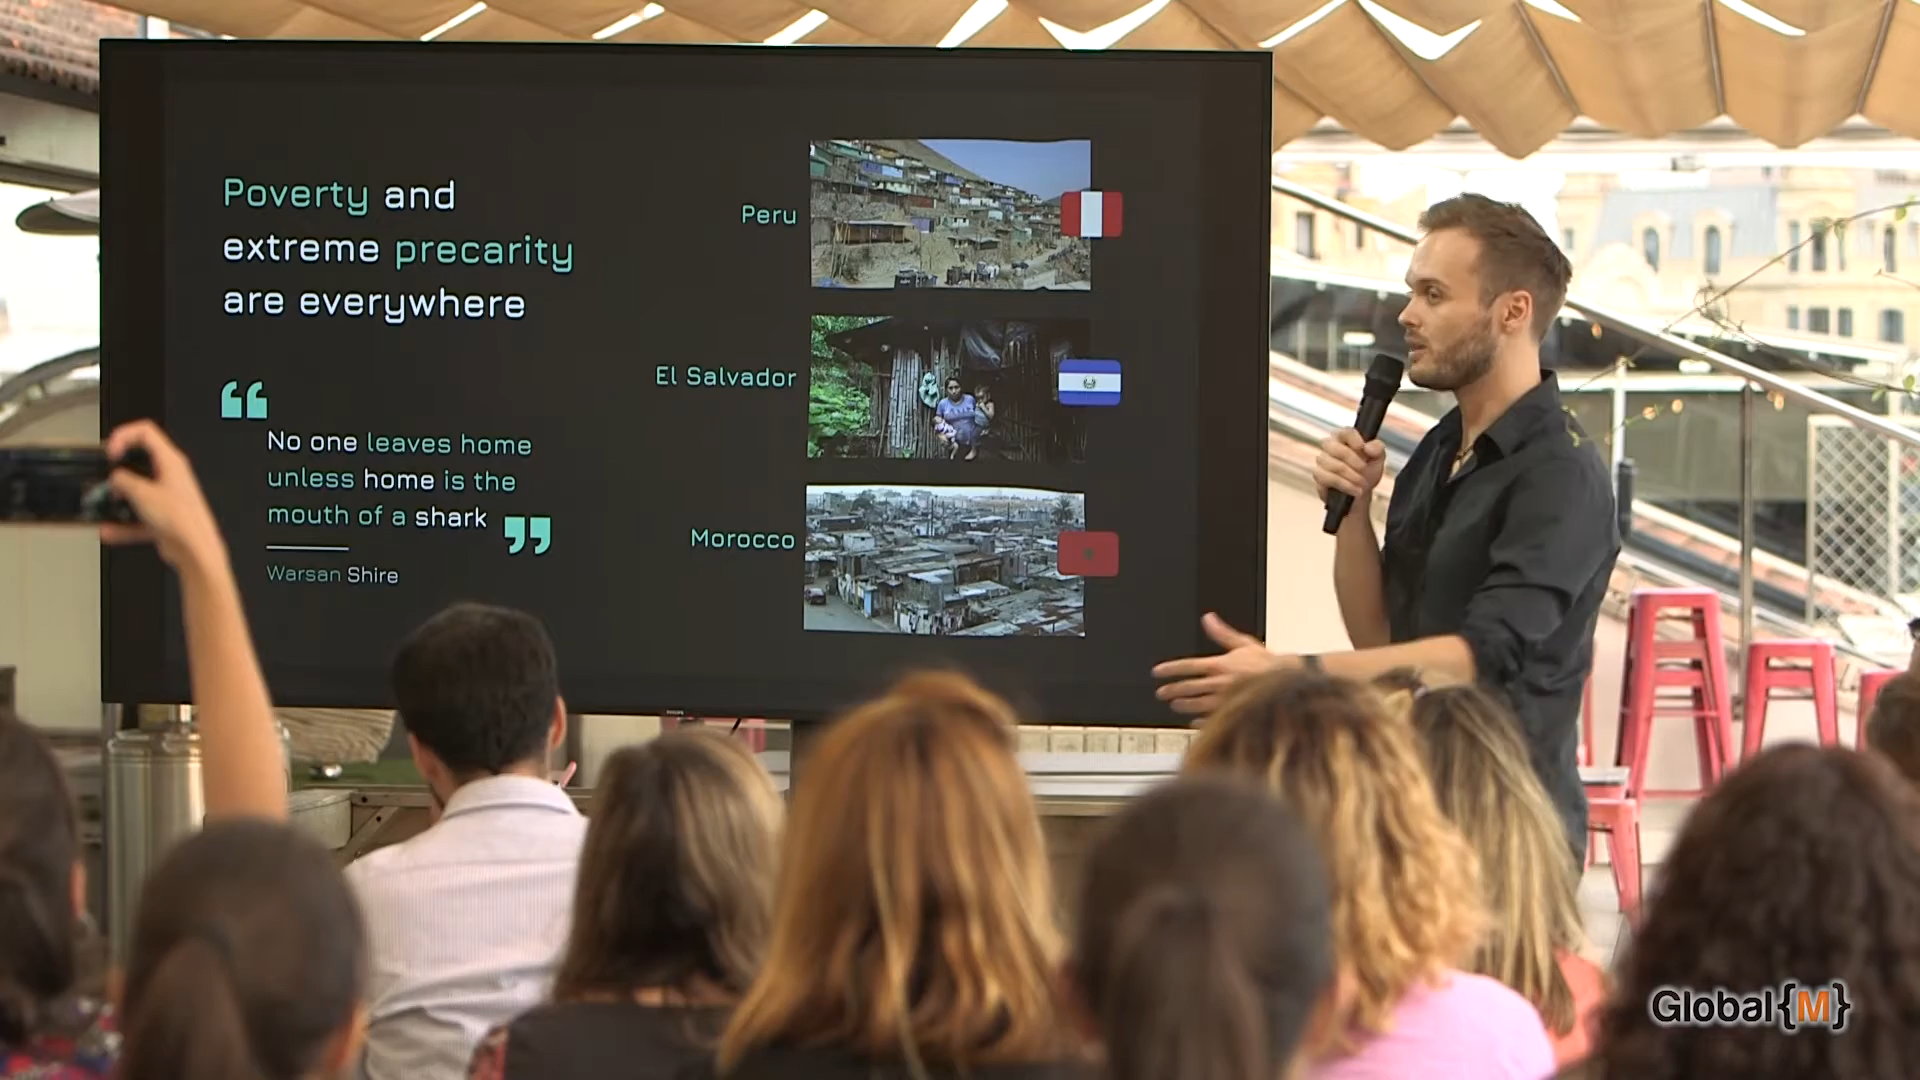 Poverty and
extreme precarity
are everywhere
“
No one leaves home
unless home is the
mouth of a shark
”
Warsan Shire
Peru
El Salvador
Morocco
Global{M}